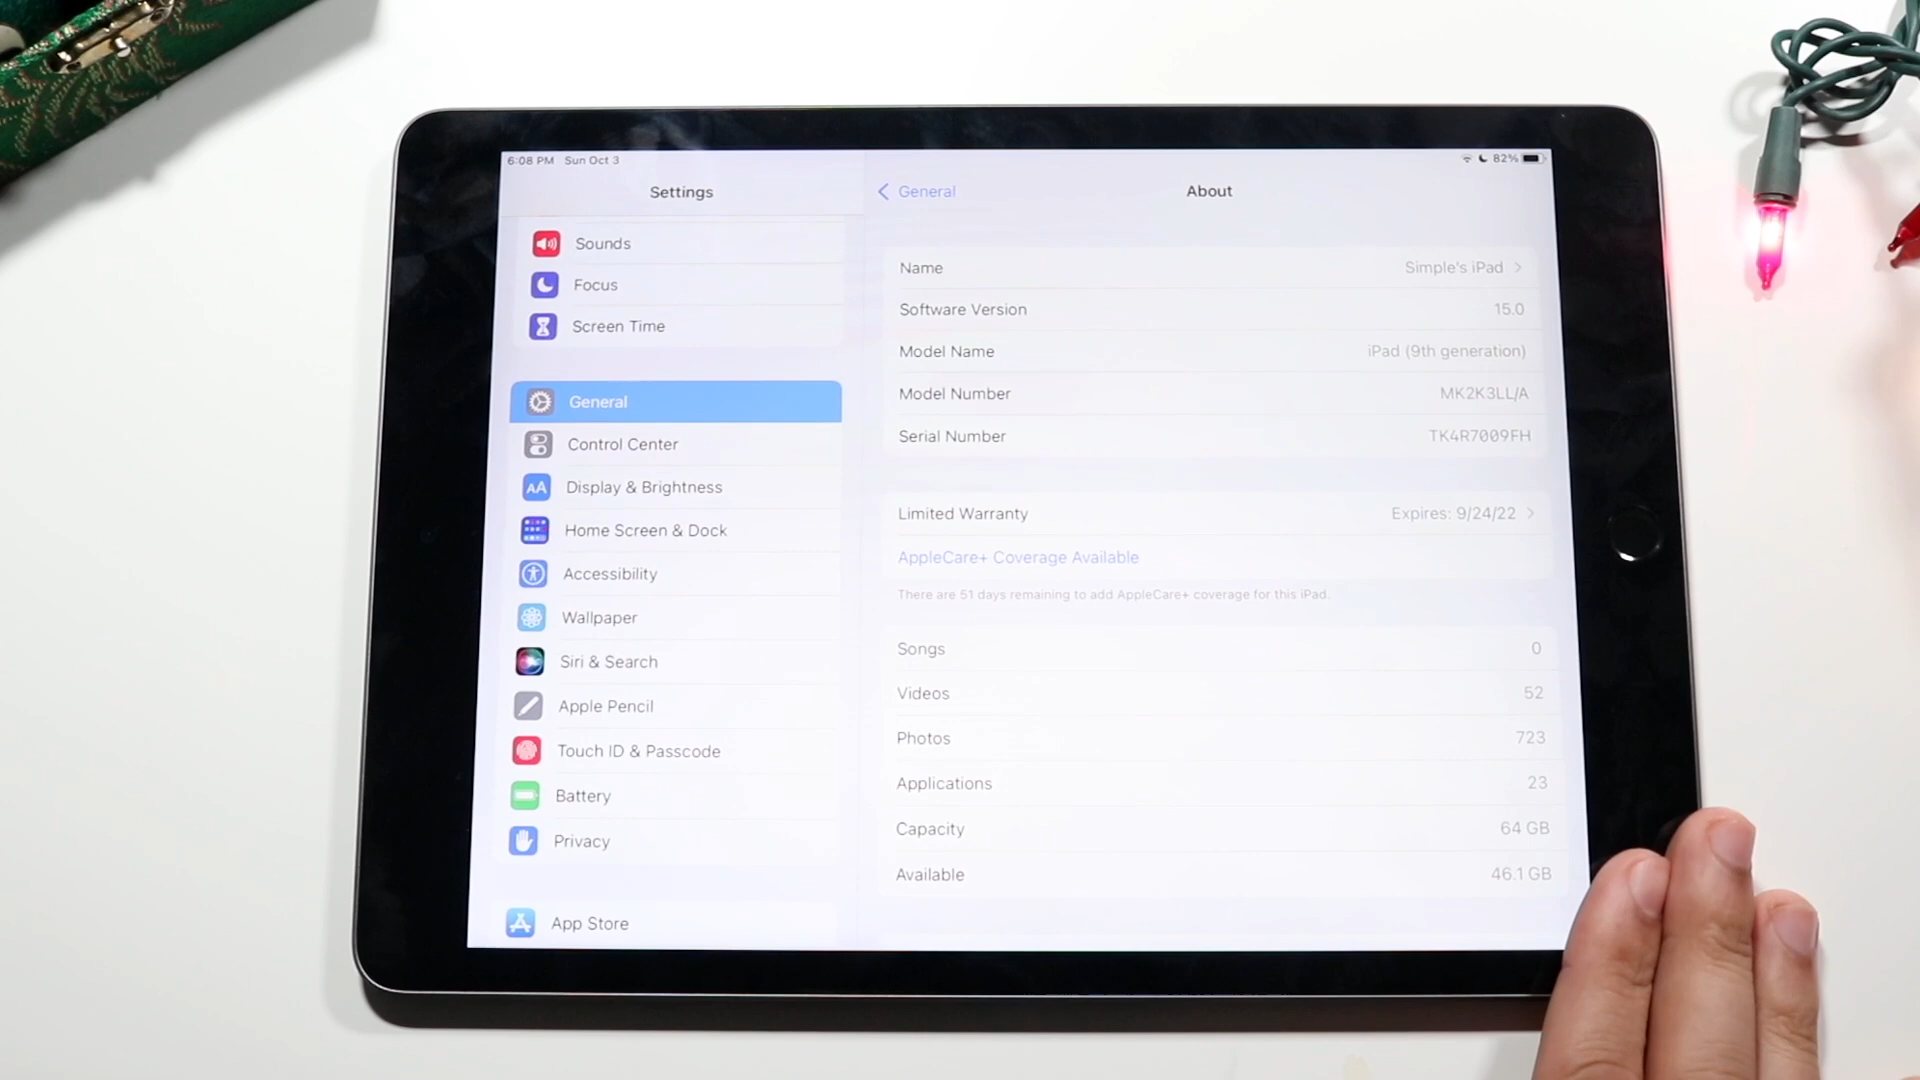 6:08 PM Sun Oct 3
82%
Settings
Sounds
Focus
Screen Time
General
Control Center
Display & Brightness
Home Screen & Dock
Accessibility
Wallpaper
Siri & Search
Apple Pencil
Touch ID & Passcode
Battery
Privacy
App Store
General
About
Name Simple's iPad
Software Version 15.0
Model Name iPad (9th generation)
Model Number MK2K3LL/A
Serial Number TK4R7009FH
Limited Warranty Expires: 9/24/22
AppleCare+ Coverage Available
There are 51 days remaining to add AppleCare+ coverage for this iPad.
Songs 0
Videos 52
Photos 723
Applications 23
Capacity 64 GB
Available 46.1 GB